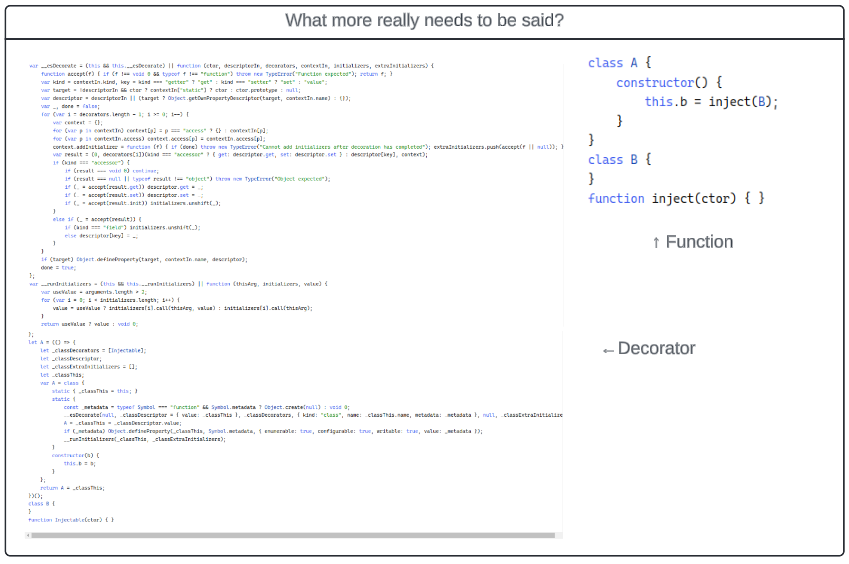 What more really needs to be said?
var __esDecorate = (this && this.__esDecorate) || function (ctor, descriptorIn, decorators, contextIn, initializers, extraInitializers) {
function accept(f) { if (f !== void 0 && typeof f !== "function") throw new TypeError("Function expected"); return f; }
var kind = contextIn.kind, key = kind === "getter" ? "get" : kind === "setter" ? "set" : "value";
var target = !descriptorIn && ctor ? contextIn["static"] ? ctor : ctor.prototype : null;
var descriptor = descriptorIn || (target ? Object.getOwnPropertyDescriptor(target, contextIn.name) : {});
var _, done = false;
for (var i = decorators.length - 1; i >= 0; i--) {
var context = {};
for (var p in contextIn) context[p] = p === "access" ? {} : contextIn[p];
for (var p in contextIn.access) context.access[p] = contextIn.access[p];
context.addInitializer = function (f) { if (done) throw new TypeError("Cannot add initializers after decoration has completed"); extraInitializers.push(accept(f || null)); }
var result = (0, decorators[i])(kind === "accessor" ? { get: descriptor.get, set: descriptor.set } : descriptor[key], context);
if (kind === "accessor") {
if (result === void 0) continue;
if (result === null || typeof result !== "object") throw new TypeError("Object expected");
if (_ = accept(result.get)) descriptor.get = _;
if (_ = accept(result.set)) descriptor.set = _;
if (_ = accept(result.init)) initializers.unshift(_);
}
else if (_ = accept(result)) {
if (kind === "field") initializers.unshift(_);
else descriptor[key] = _;
}
}
if (target) Object.defineProperty(target, contextIn.name, descriptor);
done = true;
};
var __runInitializers = (this && this.__runInitializers) || function (thisArg, initializers, value) {
var useValue = arguments.length > 2;
for (var i = 0; i < initializers.length; i++) {
value = useValue ? initializers[i].call(thisArg, value) : initializers[i].call(thisArg);
}
return useValue ? value : void 0;
};
let A = (() => {
let _classDecorators = [Injectable];
let _classDescriptor;
let _classExtraInitializers = [];
let _classThis;
var A = class {
static { _classThis = this; }
static {
const _metadata = typeof Symbol === "function" && Symbol.metadata ? Object.create(null) : void 0;
__esDecorate(null, _classDescriptor = { value: _classThis }, _classDecorators, { kind: "class", name: _classThis.name, metadata: _metadata }, null, _classExtraInitialize
A = _classThis = _classDescriptor.value;
if (_metadata) Object.defineProperty(_classThis, Symbol.metadata, { enumerable: true, configurable: true, writable: true, value: _metadata });
__runInitializers(_classThis, _classExtraInitializers);
}
constructor(b) {
this.b = b;
}
};
return A = _classThis;
})();
class B {
}
function Injectable(ctor) { }
class A {
constructor() {
this.b = inject(B);
}
}
class B {
}
function inject(ctor) { }
↑ Function
← Decorator